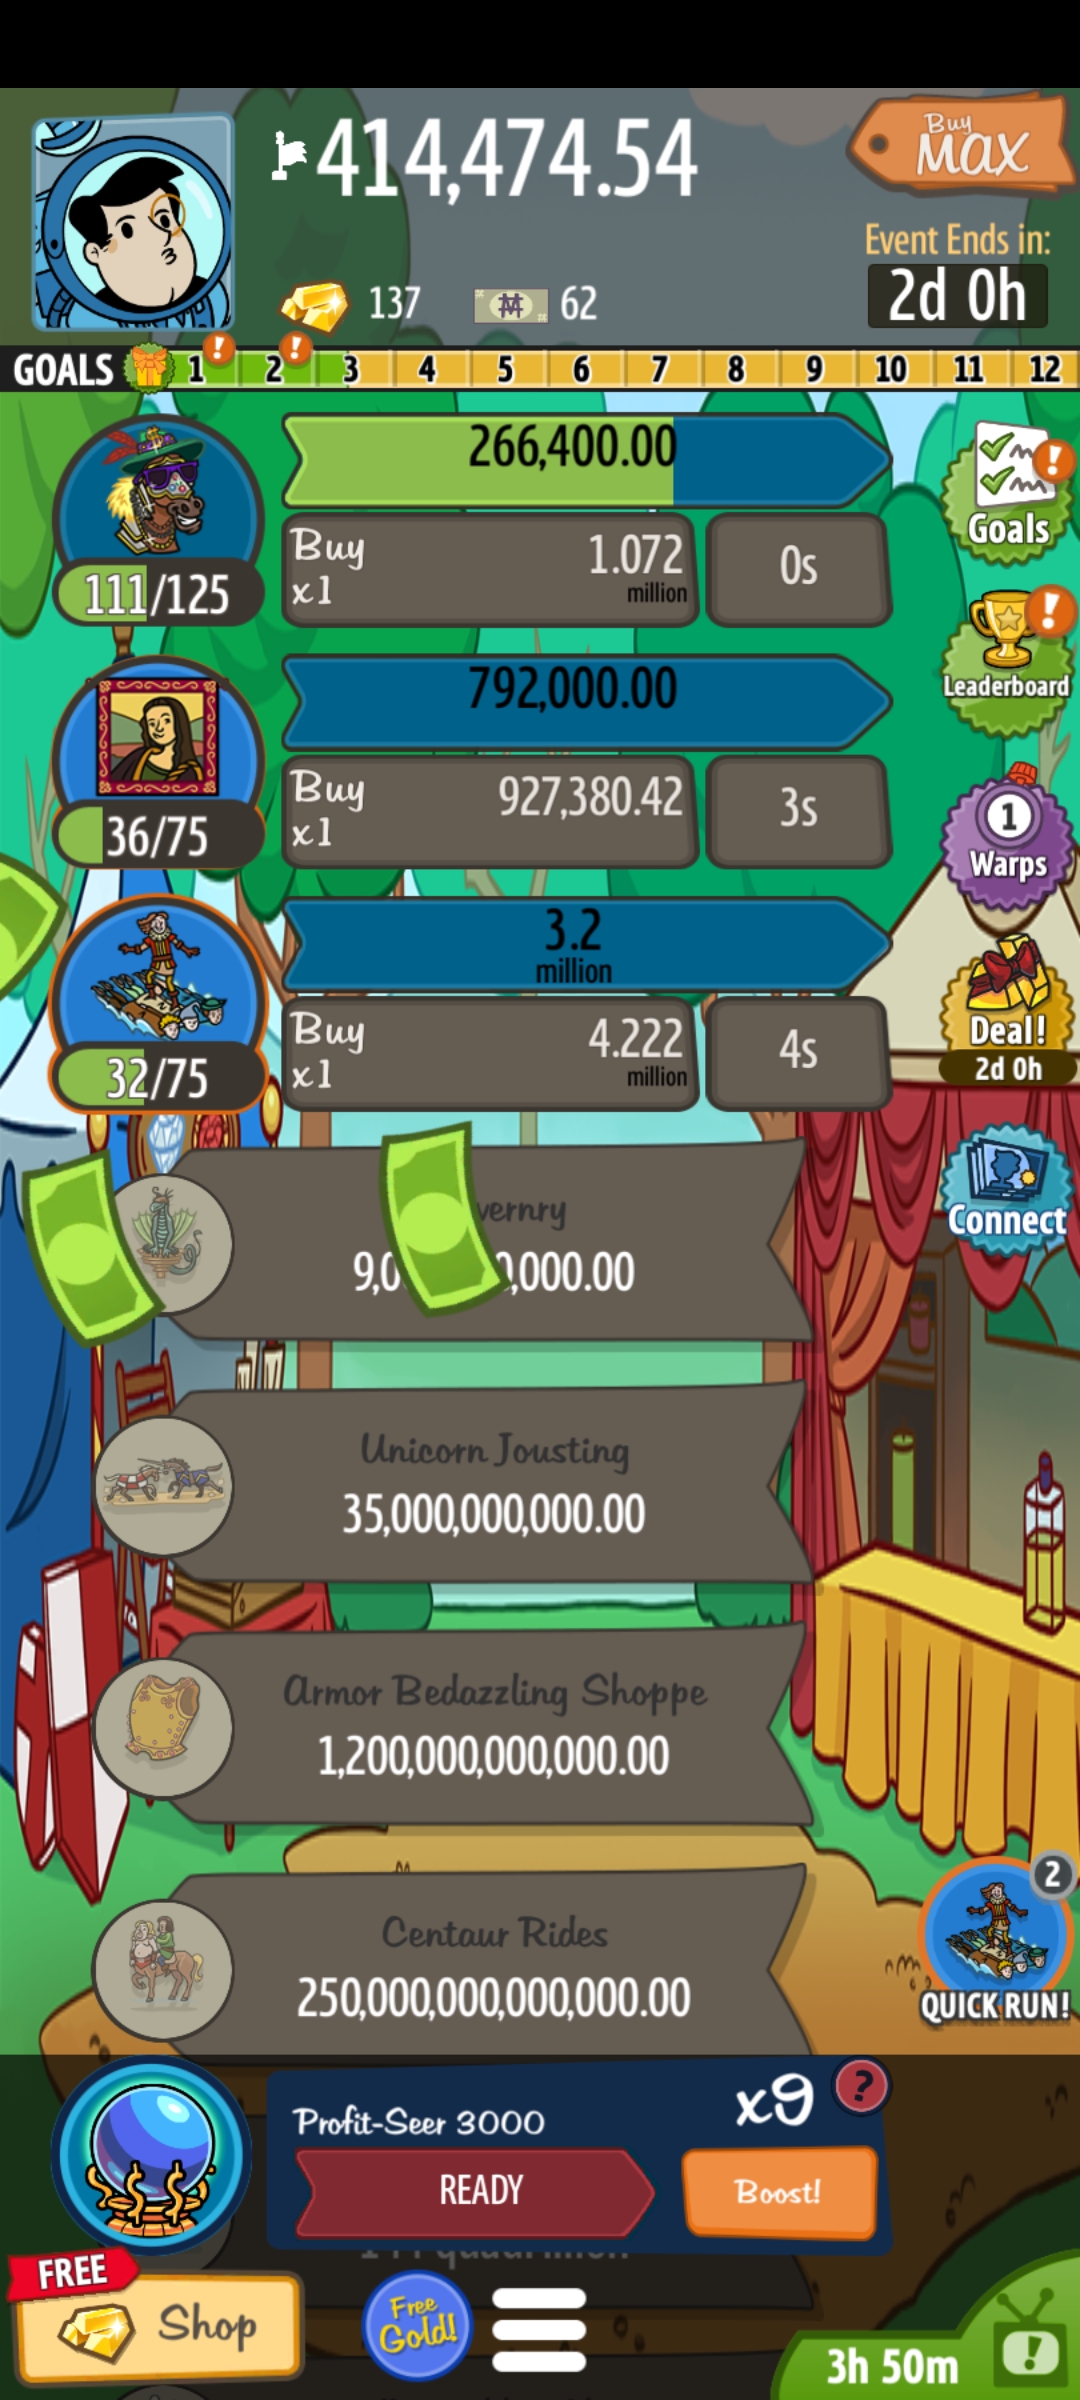 414,474.54
Buy
MAX
Event Ends in:
2d 0h
137
62
GOALS 1 2 3 4 5 6 7 8 9 10 11 12
266,400.00
Buy
x1
1.072
million
0s
111/125
Goals
792,000.00
Buy
x1
927,380.42
3s
36/75
Leaderboard
1
Warps
3.2
million
Buy
x1
4.222
million
4s
32/75
Deal!
2d 0h
Connect
Unicorn Jousting
35,000,000,000.00
Armor Bedazzling Shoppe
1,200,000,000,000.00
Centaur Rides
250,000,000,000,000.00
2
QUICK RUN!
Profit-Seer 3000
x9
?
READY
Boost!
FREE
Shop
Free
Gold!
3h 50m